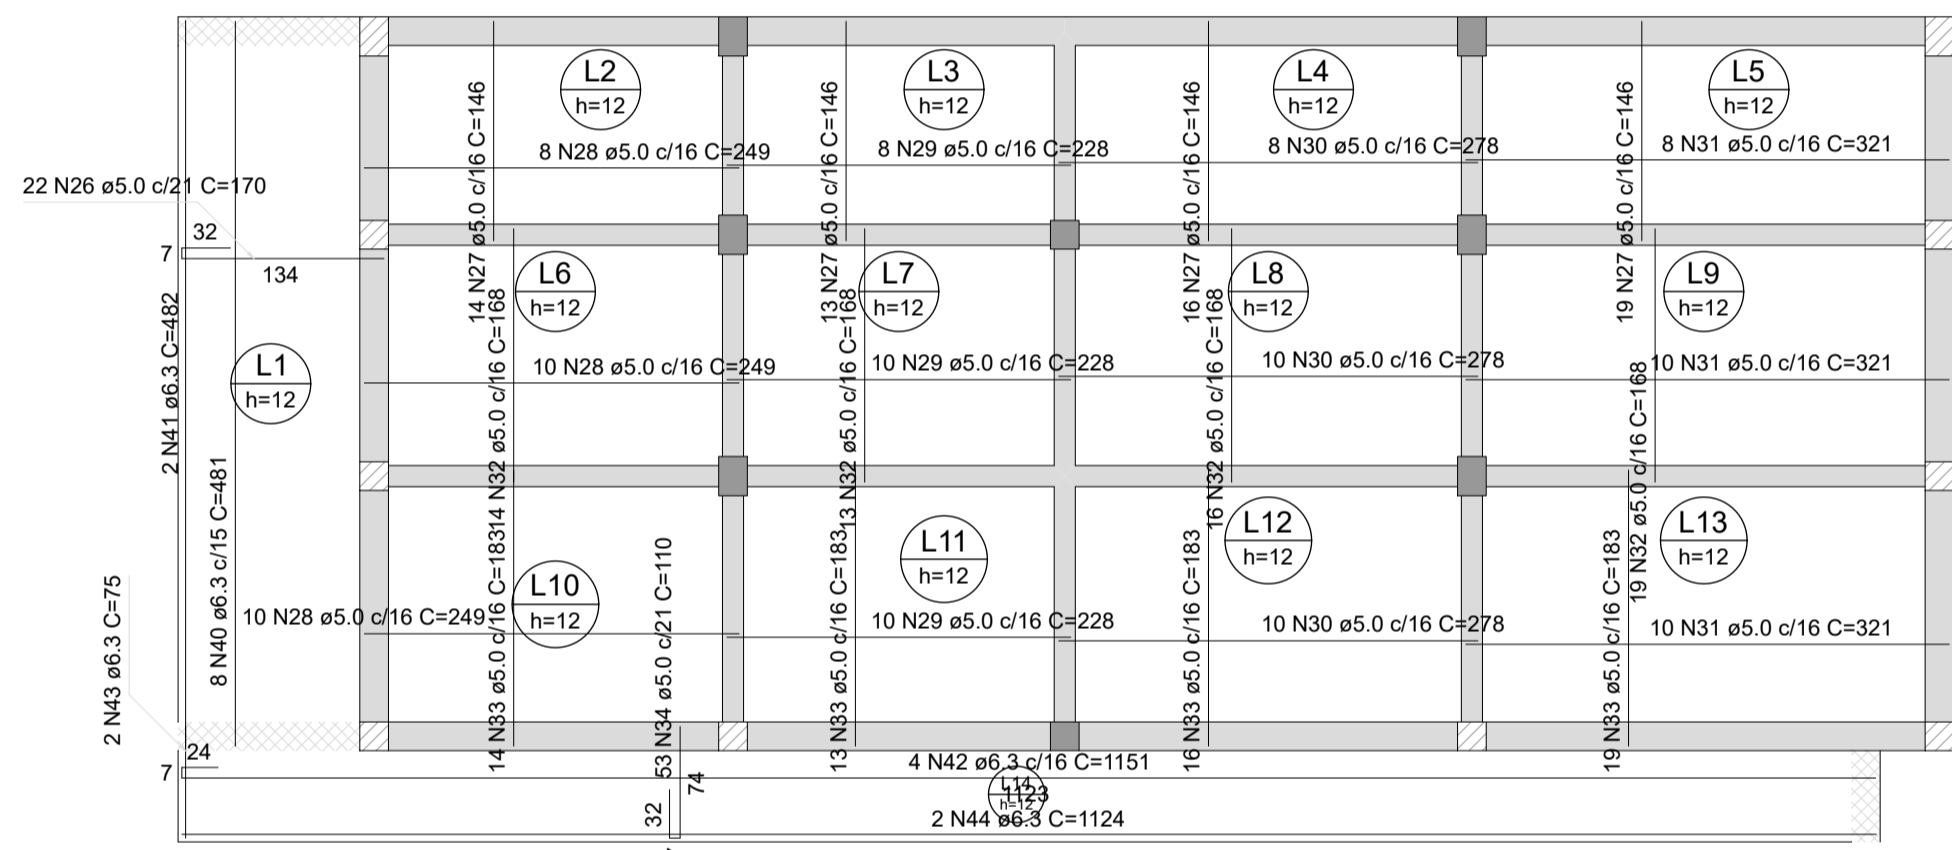 L2
h=12
L3
h=12
L4
h=12
L5
h=12
14 N27 ø5.0 c/16 C=146
13 N27 ø5.0 c/16 C=146
16 N27 ø5.0 c/16 C=146
19 N27 ø5.0 c/16 C=146
8 N28 ø5.0 c/16 C=249
8 N29 ø5.0 c/16 C=228
8 N30 ø5.0 c/16 C=278
8 N31 ø5.0 c/16 C=321
22 N26 ø5.0 c/21 C=170
32
7
134
L6
h=12
L7
h=12
L8
h=12
L9
h=12
2 N41 ø6.3 C=482
L1
h=12
14 N32 ø5.0 c/16 C=168
13 N32 ø5.0 c/16 C=168
16 N32 ø5.0 c/16 C=168
19 N32 ø5.0 c/16 C=168
10 N28 ø5.0 c/16 C=249
10 N29 ø5.0 c/16 C=228
10 N30 ø5.0 c/16 C=278
10 N31 ø5.0 c/16 C=321
8 N40 ø6.3 c/15 C=481
L10
h=12
L11
h=12
L12
h=12
L13
h=12
2 N43 ø6.3 C=75
10 N28 ø5.0 c/16 C=249
10 N29 ø5.0 c/16 C=228
10 N30 ø5.0 c/16 C=278
10 N31 ø5.0 c/16 C=321
14 N33 ø5.0 c/16 C=183
53 N34 ø5.0 c/21 C=110
13 N33 ø5.0 c/16 C=183
16 N33 ø5.0 c/16 C=183
19 N33 ø5.0 c/16 C=183
24
7
74
32
4 N42 ø6.3 c/16 C=1151
L14
h=12
1123
2 N44 ø6.3 C=1124